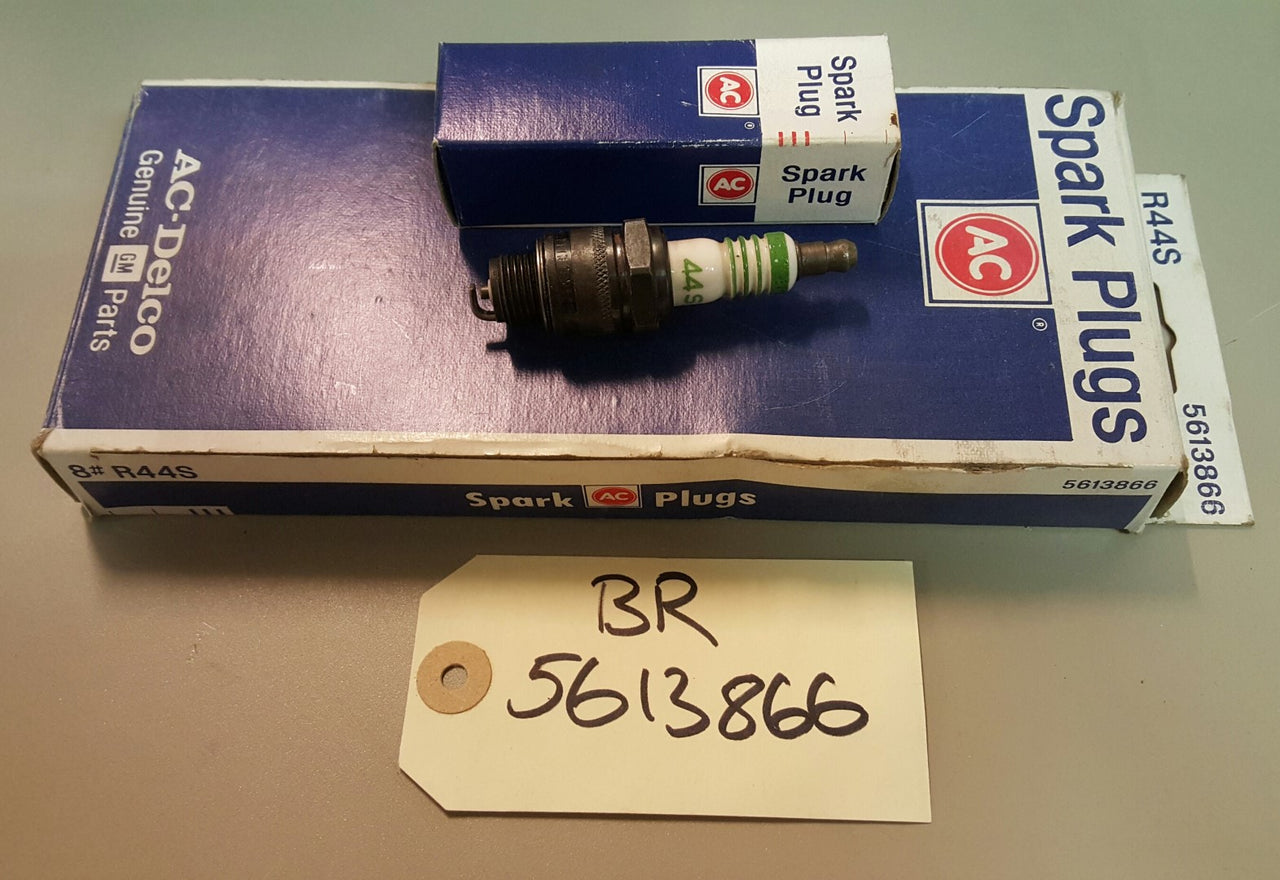 Spark
Plug
AC
®
AC
Spark
Plug
AC-Delco
Genuine GM Parts
Spark Plugs
AC
®
R44S
5613866
44S
8# R44S
Spark AC Plugs
5613866
BR
5613866